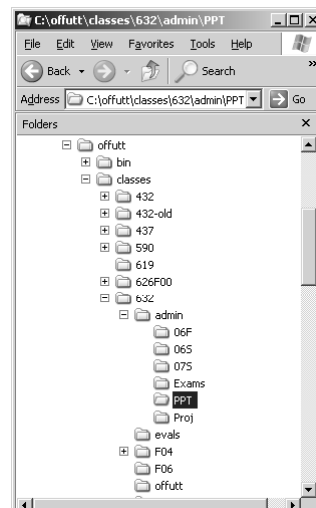 C:\offutt\classes\632\admin\PPT
File Edit View Favorites Tools Help
Back Search »
Address C:\offutt\classes\632\admin\PPT Go
Folders ×
offutt
bin
classes
432
432-old
437
590
619
626F00
632
admin
06F
06S
07S
Exams
PPT
Proj
evals
F04
F06
offutt